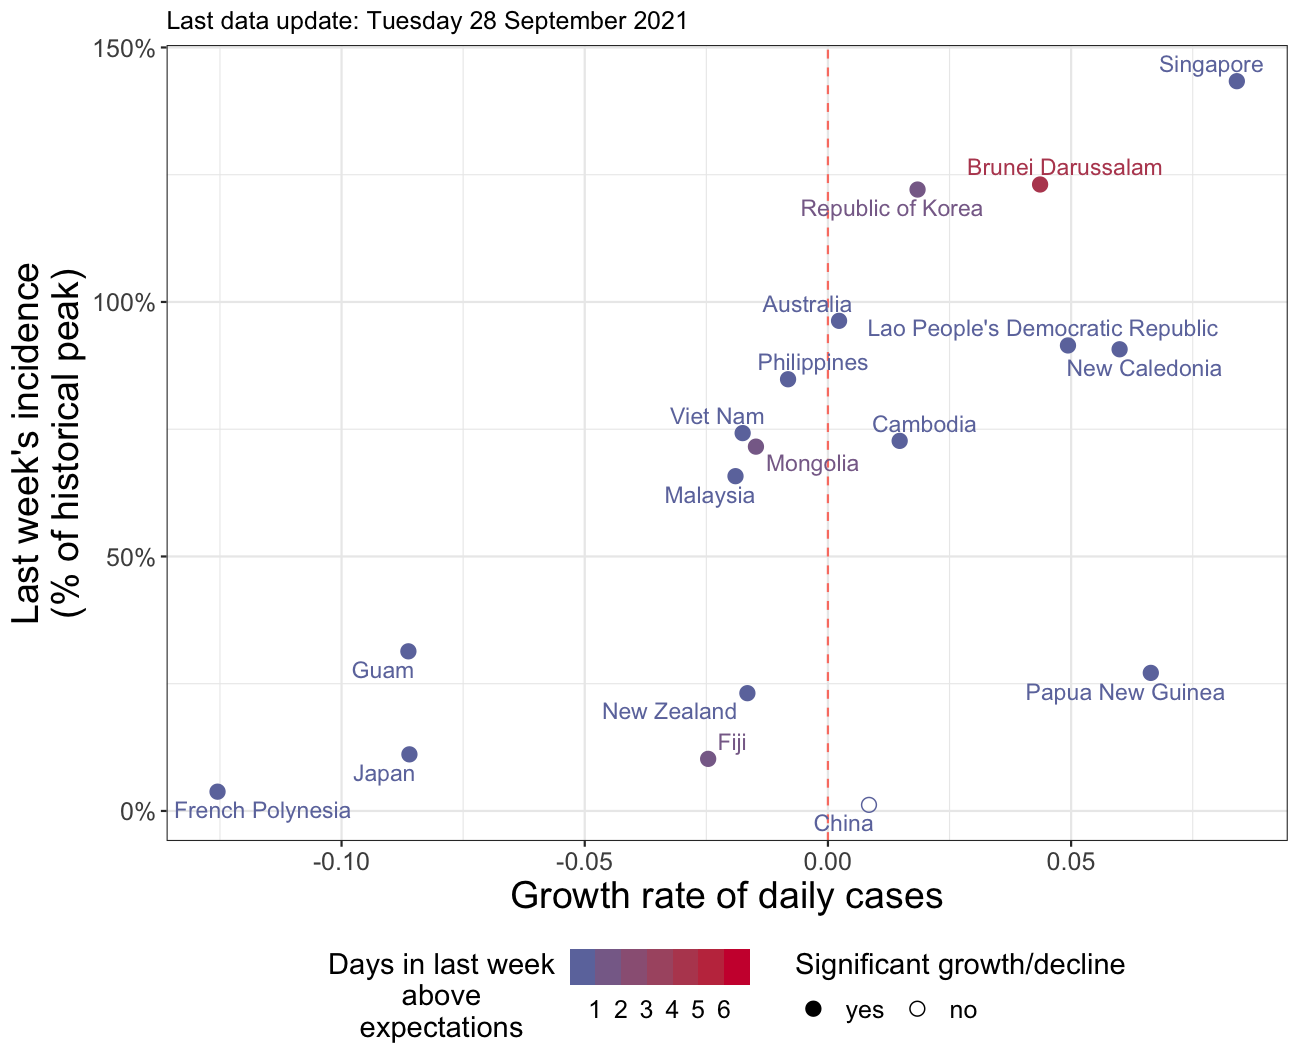 Last data update: Tuesday 28 September 2021
150%
Singapore
Brunei Darussalam
Republic of Korea
100%
Australia
Lao People's Democratic Republic
Philippines
New Caledonia
Viet Nam
Cambodia
Mongolia
Malaysia
50%
Guam
Papua New Guinea
New Zealand
Fiji
Japan
French Polynesia
0%
China
Last week's incidence
(% of historical peak)
-0.10 -0.05 0.00 0.05
Growth rate of daily cases
Days in last week
above
expectations
1 2 3 4 5 6
Significant growth/decline
yes no